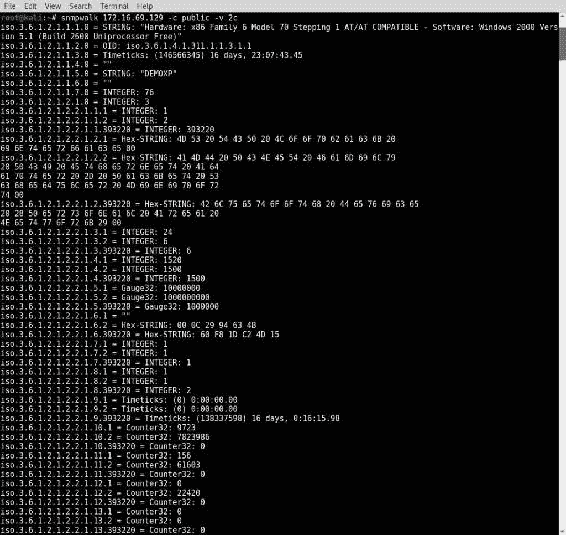 File Edit View Search Terminal Help
root@kali:~# snmpwalk 172.16.69.129 -c public -v 2c
iso.3.6.1.2.1.1.1.0 = STRING: "Hardware: x86 Family 6 Model 70 Stepping 1 AT/AT COMPATIBLE - Software: Windows 2000 Vers
ion 5.1 (Build 2600 Uniprocessor Free)"
iso.3.6.1.2.1.1.2.0 = OID: iso.3.6.1.4.1.311.1.1.3.1.1
iso.3.6.1.2.1.1.3.0 = Timeticks: (146566345) 16 days, 23:07:43.45
iso.3.6.1.2.1.1.4.0 = ""
iso.3.6.1.2.1.1.5.0 = STRING: "DEMOXP"
iso.3.6.1.2.1.1.6.0 = ""
iso.3.6.1.2.1.1.7.0 = INTEGER: 76
iso.3.6.1.2.1.2.1.0 = INTEGER: 3
iso.3.6.1.2.1.2.2.1.1.1 = INTEGER: 1
iso.3.6.1.2.1.2.2.1.1.2 = INTEGER: 2
iso.3.6.1.2.1.2.2.1.1.393220 = INTEGER: 393220
iso.3.6.1.2.1.2.2.1.2.1 = Hex-STRING: 4D 53 20 54 43 50 20 4C 6F 6F 70 62 61 63 6B 20
69 6E 74 65 72 66 61 63 65 00
iso.3.6.1.2.1.2.2.1.2.2 = Hex-STRING: 41 4D 44 20 50 43 4E 45 54 20 46 61 6D 69 6C 79
20 50 43 49 20 45 74 68 65 72 6E 65 74 20 41 64
61 70 74 65 72 20 2D 20 50 61 63 6B 65 74 20 53
63 68 65 64 75 6C 65 72 20 4D 69 6E 69 70 6F 72
74 00
iso.3.6.1.2.1.2.2.1.2.393220 = Hex-STRING: 42 6C 75 65 74 6F 6F 74 68 20 44 65 76 69 63 65
20 28 50 65 72 73 6F 6E 61 6C 20 41 72 65 61 20
4E 65 74 77 6F 72 6B 29 00
iso.3.6.1.2.1.2.2.1.3.1 = INTEGER: 24
iso.3.6.1.2.1.2.2.1.3.2 = INTEGER: 6
iso.3.6.1.2.1.2.2.1.3.393220 = INTEGER: 6
iso.3.6.1.2.1.2.2.1.4.1 = INTEGER: 1520
iso.3.6.1.2.1.2.2.1.4.2 = INTEGER: 1500
iso.3.6.1.2.1.2.2.1.4.393220 = INTEGER: 1500
iso.3.6.1.2.1.2.2.1.5.1 = Gauge32: 10000000
iso.3.6.1.2.1.2.2.1.5.2 = Gauge32: 1000000000
iso.3.6.1.2.1.2.2.1.5.393220 = Gauge32: 1000000
iso.3.6.1.2.1.2.2.1.6.1 = ""
iso.3.6.1.2.1.2.2.1.6.2 = Hex-STRING: 00 0C 29 94 63 4B
iso.3.6.1.2.1.2.2.1.6.393220 = Hex-STRING: 60 F8 1D C2 4D 15
iso.3.6.1.2.1.2.2.1.7.1 = INTEGER: 1
iso.3.6.1.2.1.2.2.1.7.2 = INTEGER: 1
iso.3.6.1.2.1.2.2.1.7.393220 = INTEGER: 1
iso.3.6.1.2.1.2.2.1.8.1 = INTEGER: 1
iso.3.6.1.2.1.2.2.1.8.2 = INTEGER: 1
iso.3.6.1.2.1.2.2.1.8.393220 = INTEGER: 2
iso.3.6.1.2.1.2.2.1.9.1 = Timeticks: (0) 0:00:00.00
iso.3.6.1.2.1.2.2.1.9.2 = Timeticks: (0) 0:00:00.00
iso.3.6.1.2.1.2.2.1.9.393220 = Timeticks: (138337598) 16 days, 0:16:15.98
iso.3.6.1.2.1.2.2.1.10.1 = Counter32: 9723
iso.3.6.1.2.1.2.2.1.10.2 = Counter32: 7823986
iso.3.6.1.2.1.2.2.1.10.393220 = Counter32: 0
iso.3.6.1.2.1.2.2.1.11.1 = Counter32: 156
iso.3.6.1.2.1.2.2.1.11.2 = Counter32: 61603
iso.3.6.1.2.1.2.2.1.11.393220 = Counter32: 0
iso.3.6.1.2.1.2.2.1.12.1 = Counter32: 0
iso.3.6.1.2.1.2.2.1.12.2 = Counter32: 22420
iso.3.6.1.2.1.2.2.1.12.393220 = Counter32: 0
iso.3.6.1.2.1.2.2.1.13.1 = Counter32: 0
iso.3.6.1.2.1.2.2.1.13.2 = Counter32: 0
iso.3.6.1.2.1.2.2.1.13.393220 = Counter32: 0